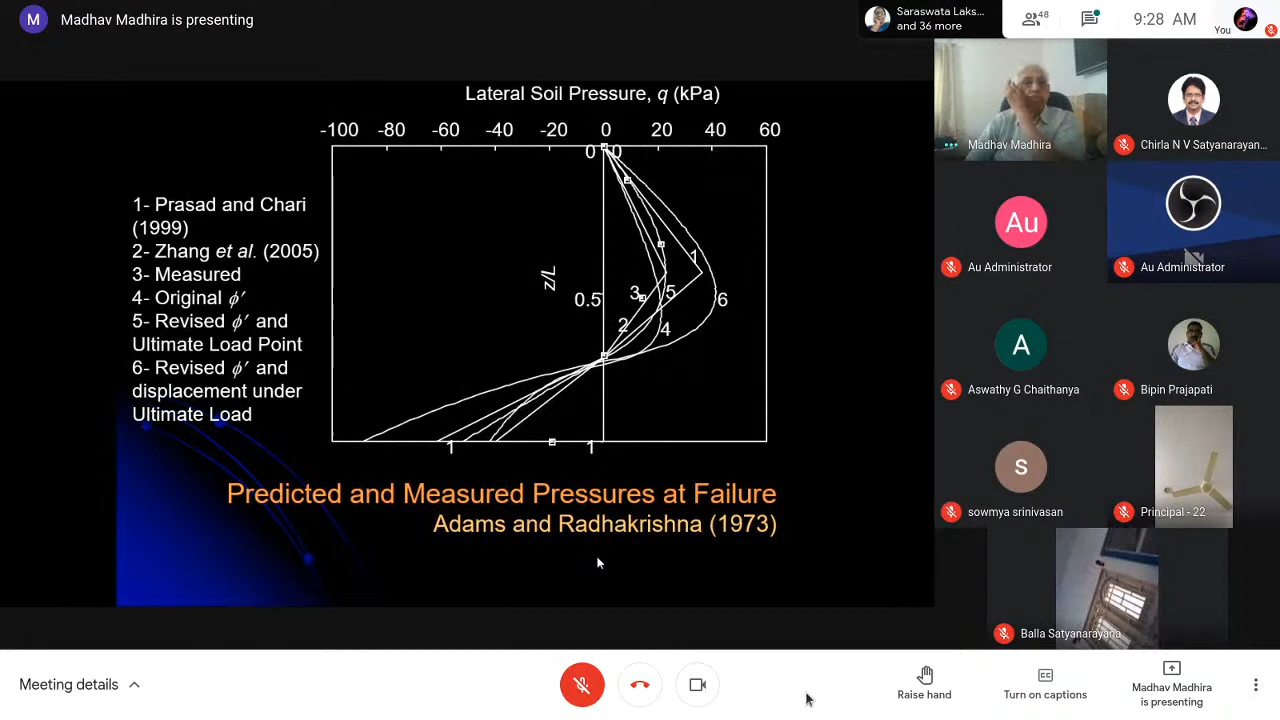 M Madhav Madhira is presenting
Saraswata Laks...
and 36 more
48
9:28 AM
You
Lateral Soil Pressure, q (kPa)
-100 -80 -60 -40 -20 0 20 40 60
0 0
1- Prasad and Chari
(1999)
2- Zhang et al. (2005)
3- Measured
4- Original ϕ′
5- Revised ϕ′ and
Ultimate Load Point
6- Revised ϕ′ and
displacement under
Ultimate Load
z/L
0.5
1
3 5 6
2 4
1 1
Predicted and Measured Pressures at Failure
Adams and Radhakrishna (1973)
Madhav Madhira
Chirla N V Satyanarayan...
Au
Au Administrator
Au Administrator
A
Aswathy G Chaithanya
Bipin Prajapati
s
sowmya srinivasan
Principal - 22
Balla Satyanarayana
Meeting details
Raise hand
CC
Turn on captions
Madhav Madhira
is presenting